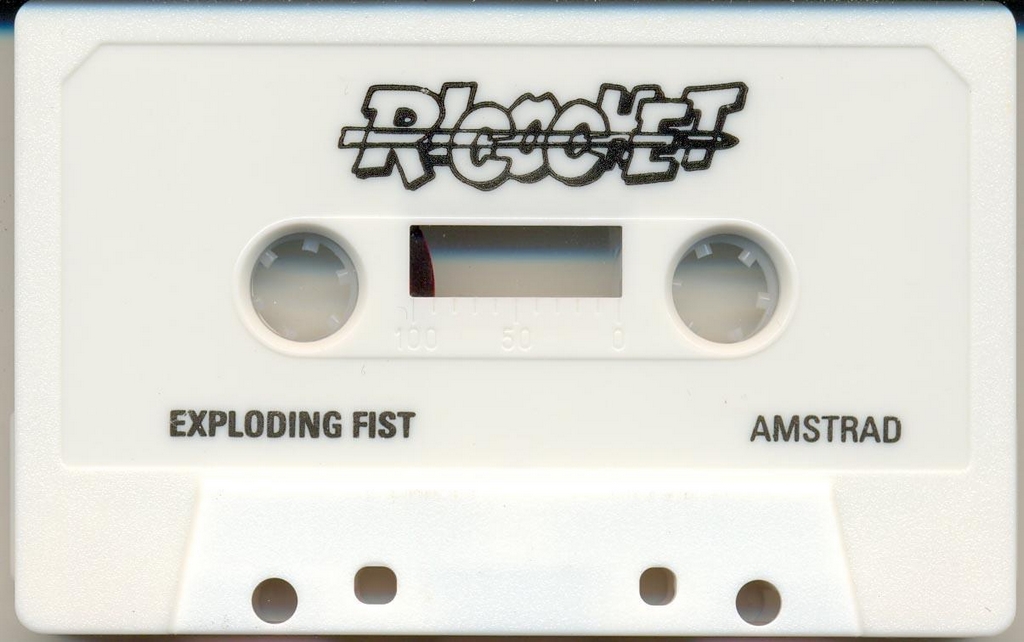 RICOCHET
100 50 0
EXPLODING FIST
AMSTRAD